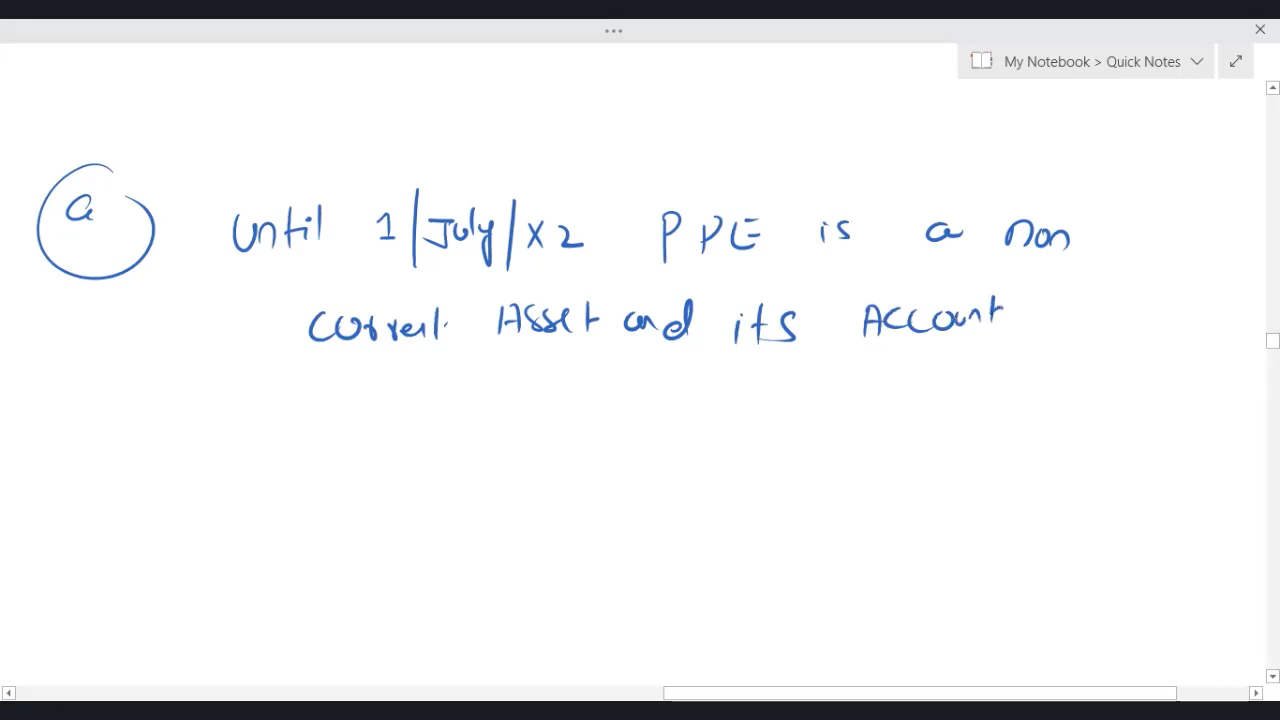 My Notebook > Quick Notes
a
Until 1/July/X2 PPE is a non
current Asset and its Account